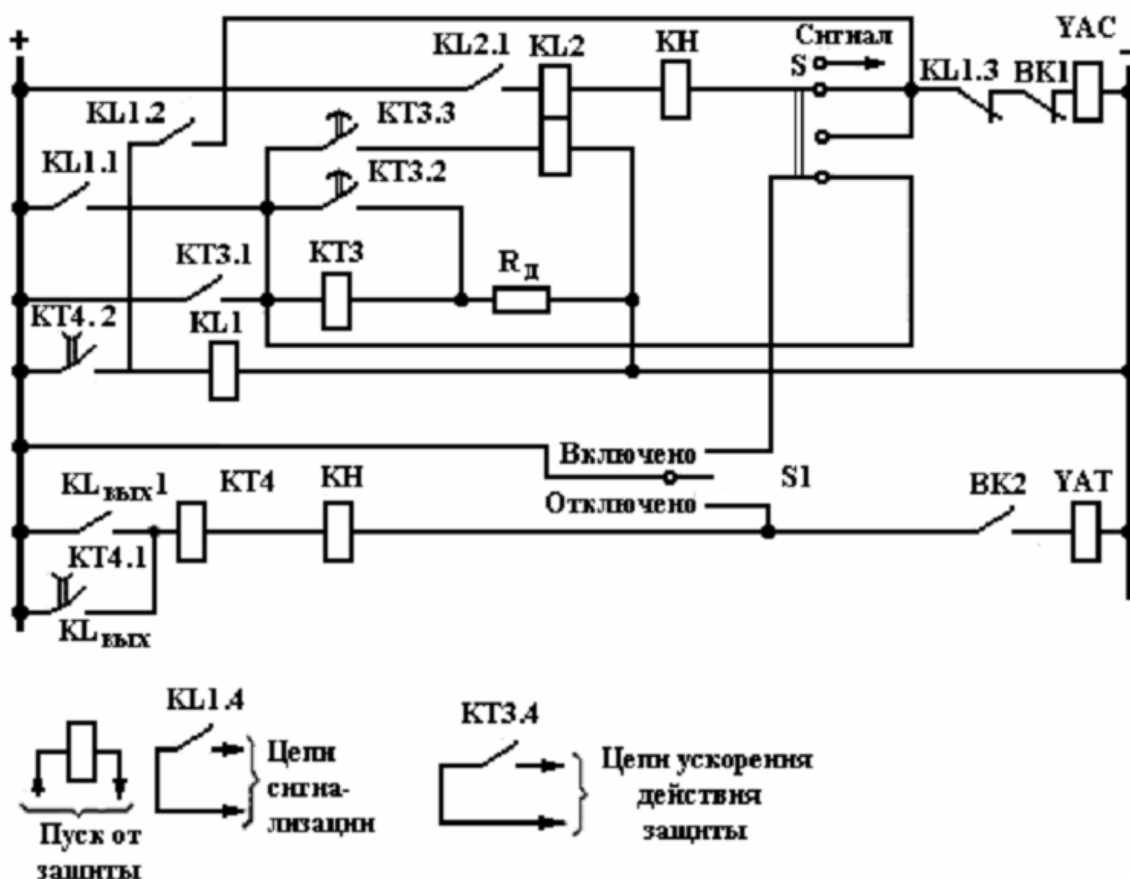 +
KL2.1
KL2
KH
Сигнал
S
YAC
−
KL1.3
BK1
KL1.2
KT3.3
KL1.1
KT3.2
KT3.1
KT3
Rд
KT4.2
KL1
Включено
S1
Отключено
KLвых1
KT4
KH
BK2
YAT
KT4.1
KLвых
KL1.4
Цепи
сигна-
лизации
KT3.4
Цепи ускорения
действия
защиты
Пуск от
защиты